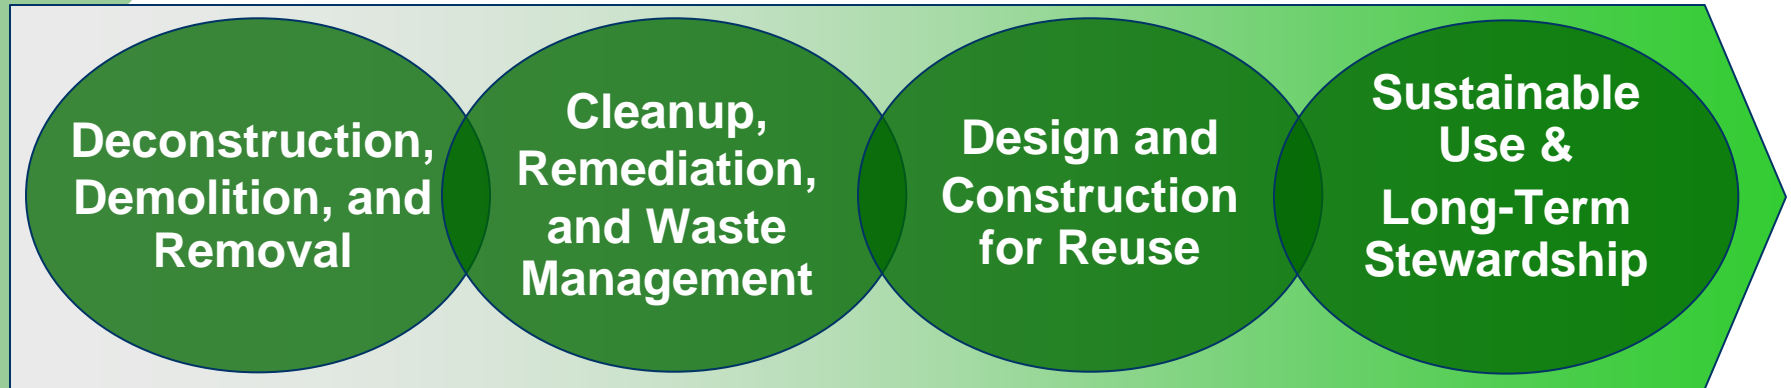 Deconstruction,
Demolition, and
Removal
Cleanup,
Remediation,
and Waste
Management
Design and
Construction
for Reuse
Sustainable
Use &
Long-Term
Stewardship